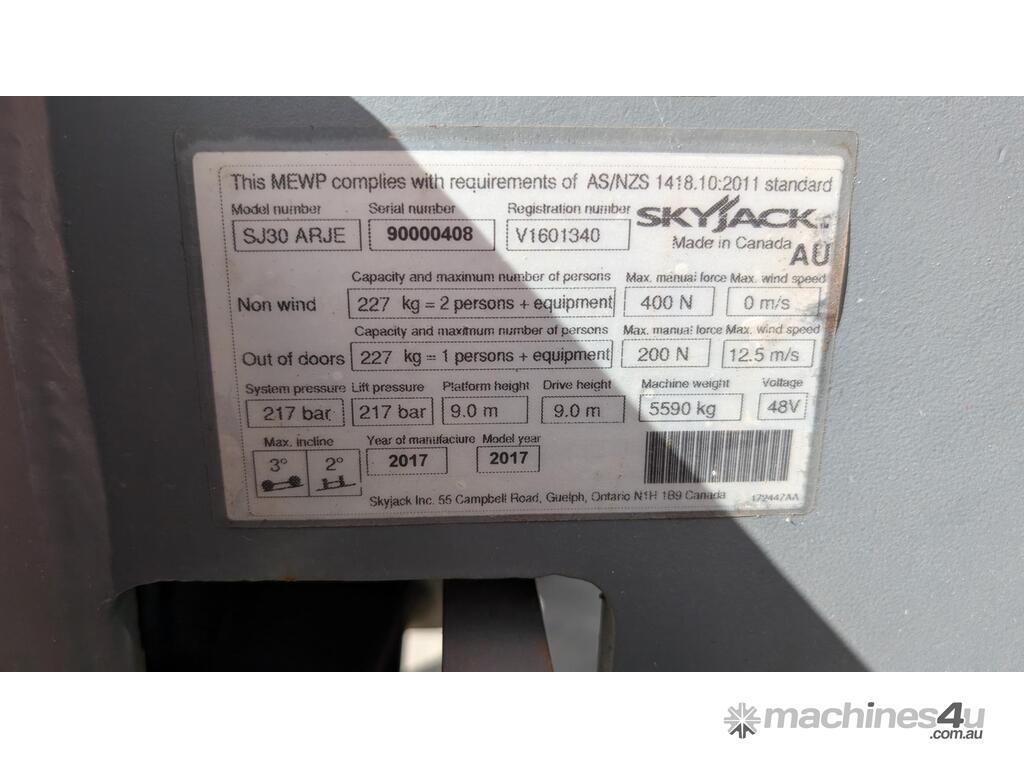 This MEWP complies with requirements of AS/NZS 1418.10:2011 standard
Model number Serial number Registration number SKYJACK
SJ30 ARJE 90000408 V1601340 Made in Canada AU
Capacity and maximum number of persons Max. manual force Max. wind speed
Non wind 227 kg = 2 persons + equipment 400 N 0 m/s
Capacity and maximum number of persons Max. manual force Max. wind speed
Out of doors 227 kg = 1 persons + equipment 200 N 12.5 m/s
System pressure Lift pressure Platform height Drive height Machine weight Voltage
217 bar 217 bar 9.0 m 9.0 m 5590 kg 48V
Max. incline Year of manufacture Model year
3° 2° 2017 2017
Skyjack Inc. 55 Campbell Road, Guelph, Ontario N1H 1B9 Canada 172447AA
machines4u
.com.au